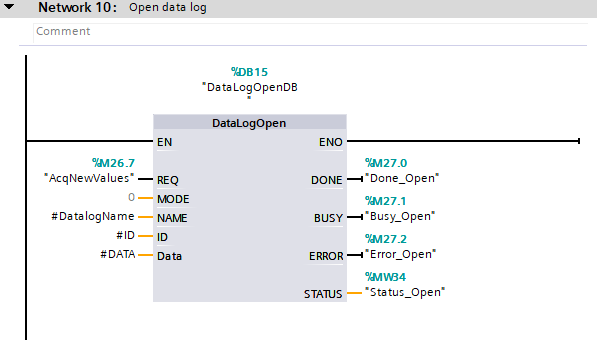 Network 10: Open data log
Comment
%DB15
"DataLogOpenDB
"
DataLogOpen
EN ENO
%M26.7 %M27.0
"AcqNewValues" REQ DONE "Done_Open"
0 MODE %M27.1
#DatalogName NAME BUSY "Busy_Open"
#ID ID %M27.2
#DATA Data ERROR "Error_Open"
%MW34
STATUS "Status_Open"